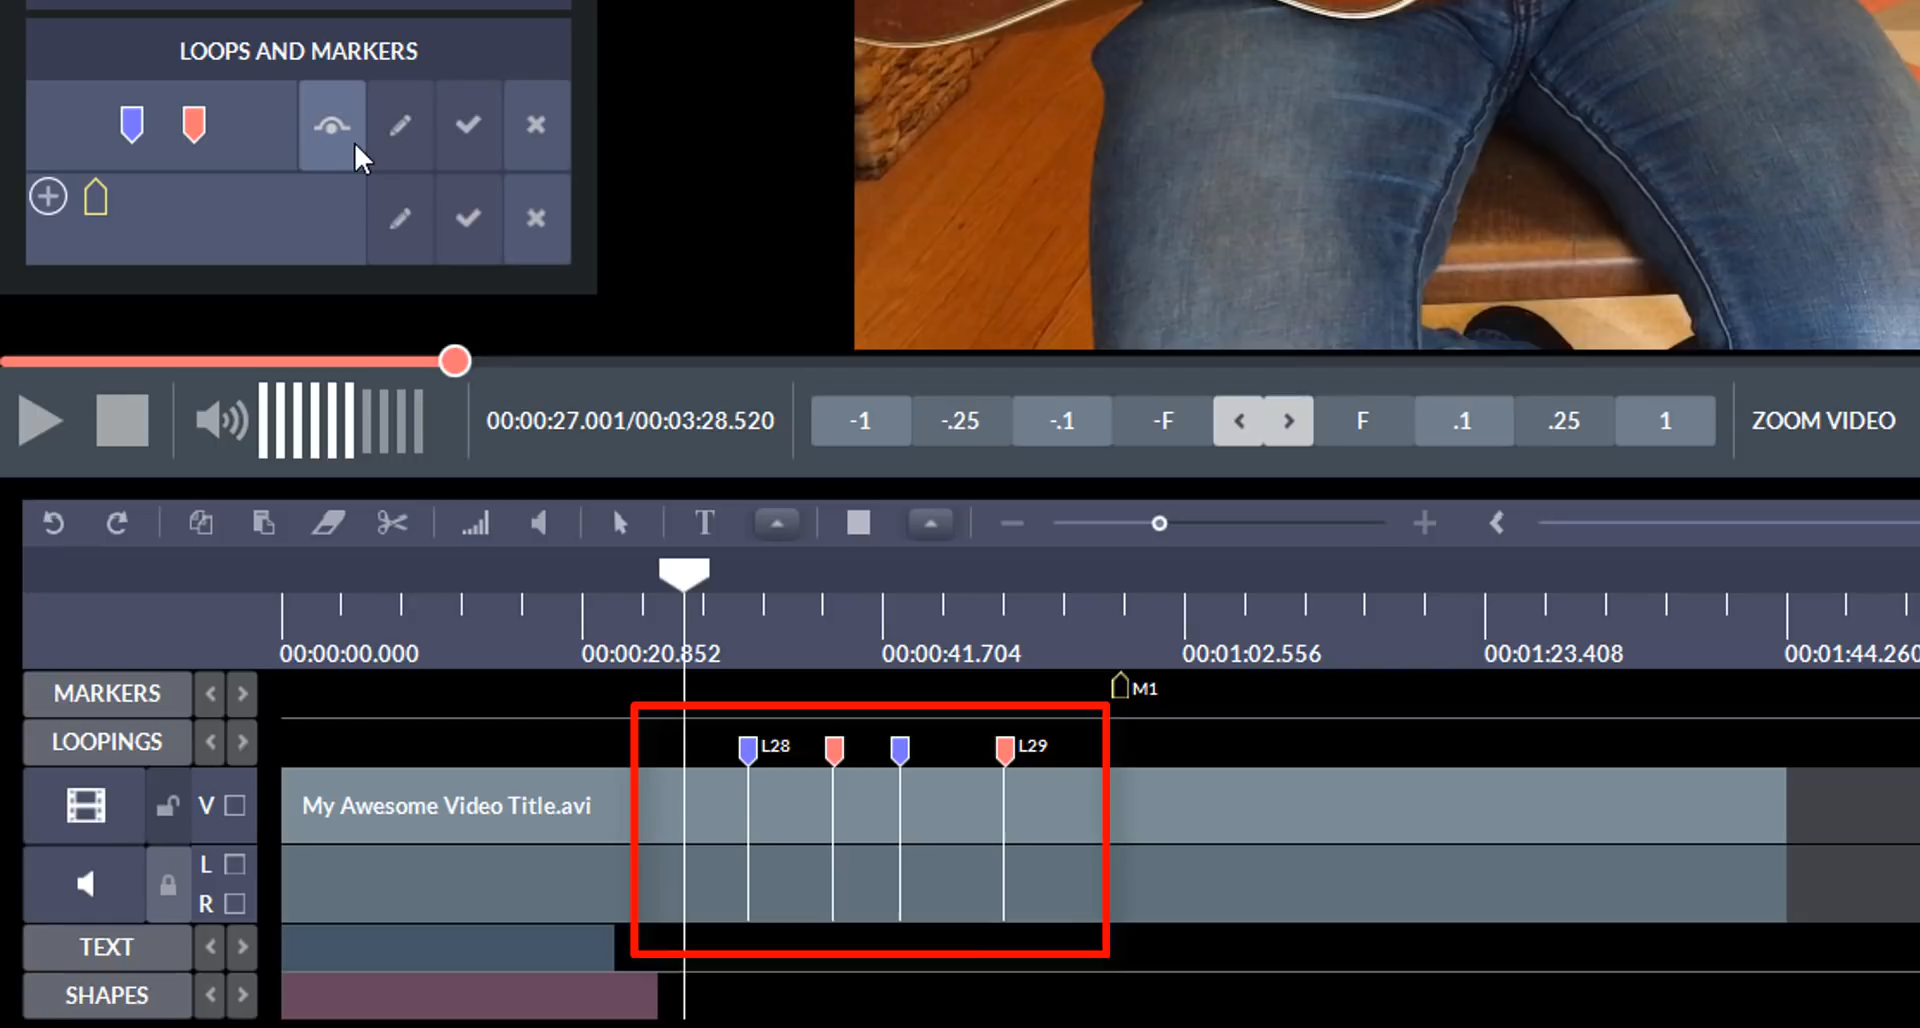 LOOPS AND MARKERS
00:00:27.001/00:03:28.520
-1 -.25 -.1 -F < > F .1 .25 1
ZOOM VIDEO
T
00:00:00.000 00:00:20.852 00:00:41.704 00:01:02.556 00:01:23.408 00:01:44.260
MARKERS < >
M1
LOOPINGS < >
L28 L29
My Awesome Video Title.avi
V
L
R
TEXT < >
SHAPES < >